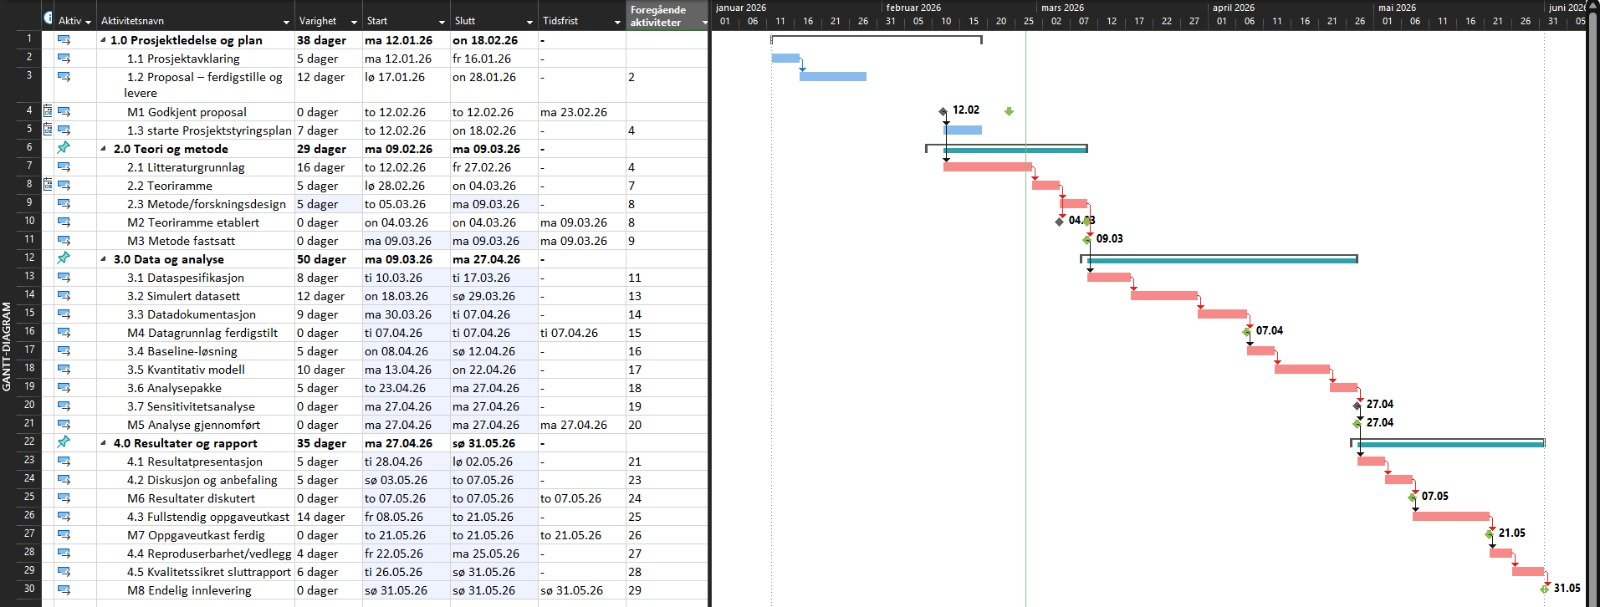 Foregående
januar 2026 februar 2026 mars 2026 april 2026 mai 2026 juni 2026
Aktiv Aktivitetsnavn Varighet Start Slutt Tidsfrist aktiviteter
01 06 11 16 21 26 31 05 10 15 20 25 02 07 12 17 22 27 01 06 11 16 21 26 01 06 11 16 21 26 31 05
1 1.0 Prosjektledelse og plan 38 dager ma 12.01.26 on 18.02.26 -
2 1.1 Prosjektavklaring 5 dager ma 12.01.26 fr 16.01.26 -
3 1.2 Proposal – ferdigstille og 12 dager lø 17.01.26 on 28.01.26 - 2
levere
4 M1 Godkjent proposal 0 dager to 12.02.26 to 12.02.26 ma 23.02.26 12.02
5 1.3 starte Prosjektstyringsplan 7 dager to 12.02.26 on 18.02.26 - 4
6 2.0 Teori og metode 29 dager ma 09.02.26 ma 09.03.26 -
7 2.1 Litteraturgrunnlag 16 dager to 12.02.26 fr 27.02.26 - 4
8 2.2 Teoriramme 5 dager lø 28.02.26 on 04.03.26 - 7
9 2.3 Metode/forskningsdesign 5 dager to 05.03.26 ma 09.03.26 - 8
10 M2 Teoriramme etablert 0 dager on 04.03.26 on 04.03.26 ma 09.03.26 8 04.03
11 M3 Metode fastsatt 0 dager ma 09.03.26 ma 09.03.26 ma 09.03.26 9 09.03
12 3.0 Data og analyse 50 dager ma 09.03.26 ma 27.04.26 -
13 3.1 Dataspesifikasjon 8 dager ti 10.03.26 ti 17.03.26 - 11
14 3.2 Simulert datasett 12 dager on 18.03.26 sø 29.03.26 - 13
15 3.3 Datadokumentasjon 9 dager ma 30.03.26 ti 07.04.26 - 14
16 M4 Datagrunnlag ferdigstilt 0 dager ti 07.04.26 ti 07.04.26 ti 07.04.26 15 07.04
17 3.4 Baseline-løsning 5 dager on 08.04.26 sø 12.04.26 - 16
18 3.5 Kvantitativ modell 10 dager ma 13.04.26 on 22.04.26 - 17
19 3.6 Analysepakke 5 dager to 23.04.26 ma 27.04.26 - 18
20 3.7 Sensitivitetsanalyse 0 dager ma 27.04.26 ma 27.04.26 - 19 27.04
21 M5 Analyse gjennomført 0 dager ma 27.04.26 ma 27.04.26 ma 27.04.26 20 27.04
22 4.0 Resultater og rapport 35 dager ma 27.04.26 sø 31.05.26 -
23 4.1 Resultatpresentasjon 5 dager ti 28.04.26 lø 02.05.26 - 21
24 4.2 Diskusjon og anbefaling 5 dager sø 03.05.26 to 07.05.26 - 23
25 M6 Resultater diskutert 0 dager to 07.05.26 to 07.05.26 to 07.05.26 24 07.05
26 4.3 Fullstendig oppgaveutkast 14 dager fr 08.05.26 to 21.05.26 - 25
27 M7 Oppgaveutkast ferdig 0 dager to 21.05.26 to 21.05.26 to 21.05.26 26 21.05
28 4.4 Reproduserbarhet/vedlegg 4 dager fr 22.05.26 ma 25.05.26 - 27
29 4.5 Kvalitetssikret sluttrapport 6 dager ti 26.05.26 sø 31.05.26 - 28
30 M8 Endelig innlevering 0 dager sø 31.05.26 sø 31.05.26 sø 31.05.26 29 31.05
GANTT-DIAGRAM